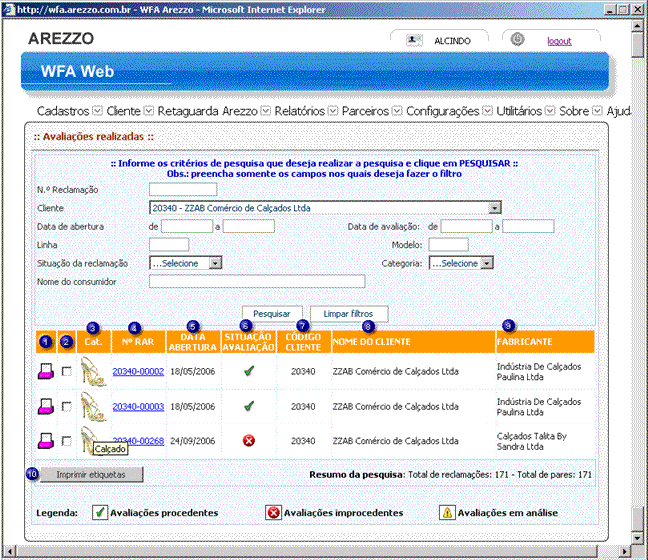 http://wfa.arezzo.com.br - WFA Arezzo - Microsoft Internet Explorer
AREZZO
ALCINDO
logout
WFA Web
Cadastros Cliente Retaguarda Arezzo Relatórios Parceiros Configurações Utilitários Sobre Ajud
:: Avaliações realizadas ::
:: Informe os critérios de pesquisa que deseja realizar a pesquisa e clique em PESQUISAR ::
Obs.: preencha somente os campos nos quais deseja fazer o filtro
N.º Reclamação
Cliente 20340 - ZZAB Comércio de Calçados Ltda
Data de abertura de a Data de avaliação: de a
Linha Modelo:
Situação da reclamação ...Selecione Categoria: ...Selecione
Nome do consumidor
Pesquisar Limpar filtros
1 2 3 4 5 6 7 8 9
Cat. Nº RAR DATA ABERTURA SITUAÇÃO AVALIAÇÃO CÓDIGO CLIENTE NOME DO CLIENTE FABRICANTE
20340-00002 18/05/2006 20340 ZZAB Comércio de Calçados Ltda Indústria De Calçados Paulina Ltda
20340-00003 18/05/2006 20340 ZZAB Comércio de Calçados Ltda Indústria De Calçados Paulina Ltda
20340-00268 24/09/2006 20340 ZZAB Comércio de Calçados Ltda Calçados Talita By Sandra Ltda
Calçado
10 Imprimir etiquetas Resumo da pesquisa: Total de reclamações: 171 - Total de pares: 171
Legenda: Avaliações procedentes Avaliações improcedentes Avaliações em análise